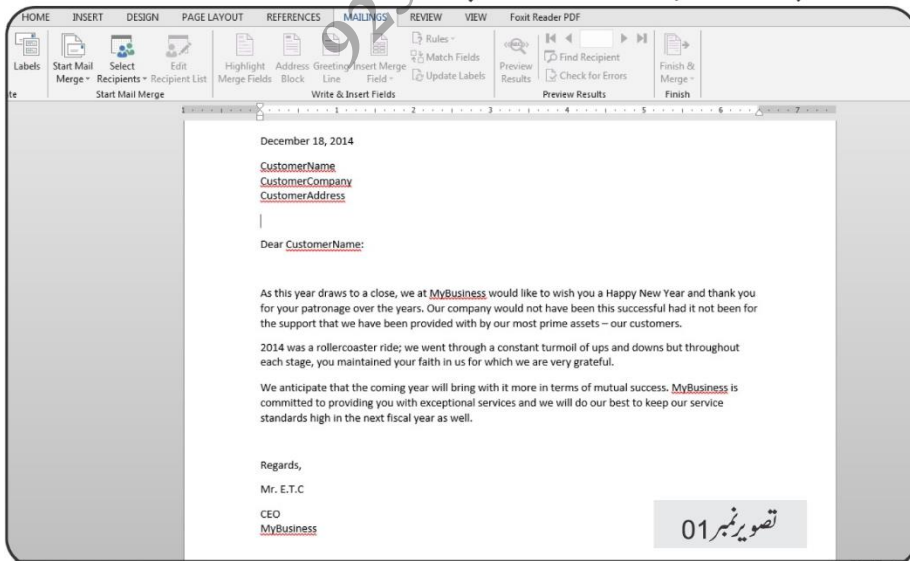 HOME INSERT DESIGN PAGE LAYOUT REFERENCES MAILINGS REVIEW VIEW Foxit Reader PDF
Labels
Start Mail Merge
Select Recipients
Edit Recipient List
Highlight Merge Fields
Address Block
Greeting Line
Insert Merge Field
Rules
Match Fields
Update Labels
Preview Results
Find Recipient
Check for Errors
Finish & Merge
te Start Mail Merge Write & Insert Fields Preview Results Finish
1 1 2 3 4 5 6 7
December 18, 2014
CustomerName
CustomerCompany
CustomerAddress
Dear CustomerName:
As this year draws to a close, we at MyBusiness would like to wish you a Happy New Year and thank you
for your patronage over the years. Our company would not have been this successful had it not been for
the support that we have been provided with by our most prime assets – our customers.
2014 was a rollercoaster ride; we went through a constant turmoil of ups and downs but throughout
each stage, you maintained your faith in us for which we are very grateful.
We anticipate that the coming year will bring with it more in terms of mutual success. MyBusiness is
committed to providing you with exceptional services and we will do our best to keep our service
standards high in the next fiscal year as well.
Regards,
Mr. E.T.C
CEO
MyBusiness
تصویر نمبر 01